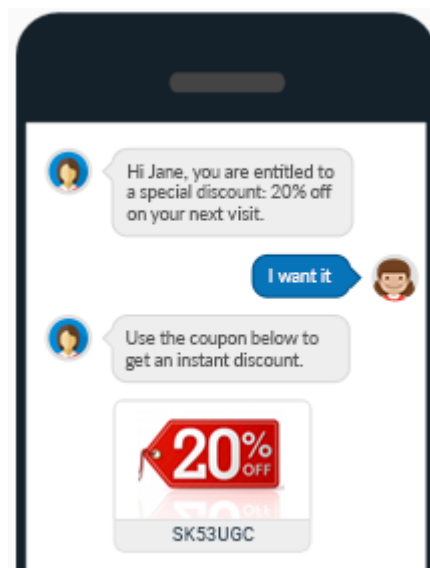 Hi Jane, you are entitled to
a special discount: 20% off
on your next visit.
I want it
Use the coupon below to
get an instant discount.
20% OFF
SK53UGC